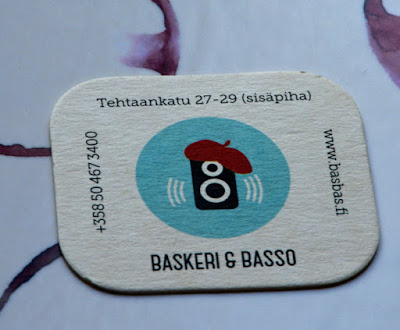 Tehtaankatu 27-29 (sisäpiha)
+358 50 467 3400
www.basbas.fi
BASKERI & BASSO